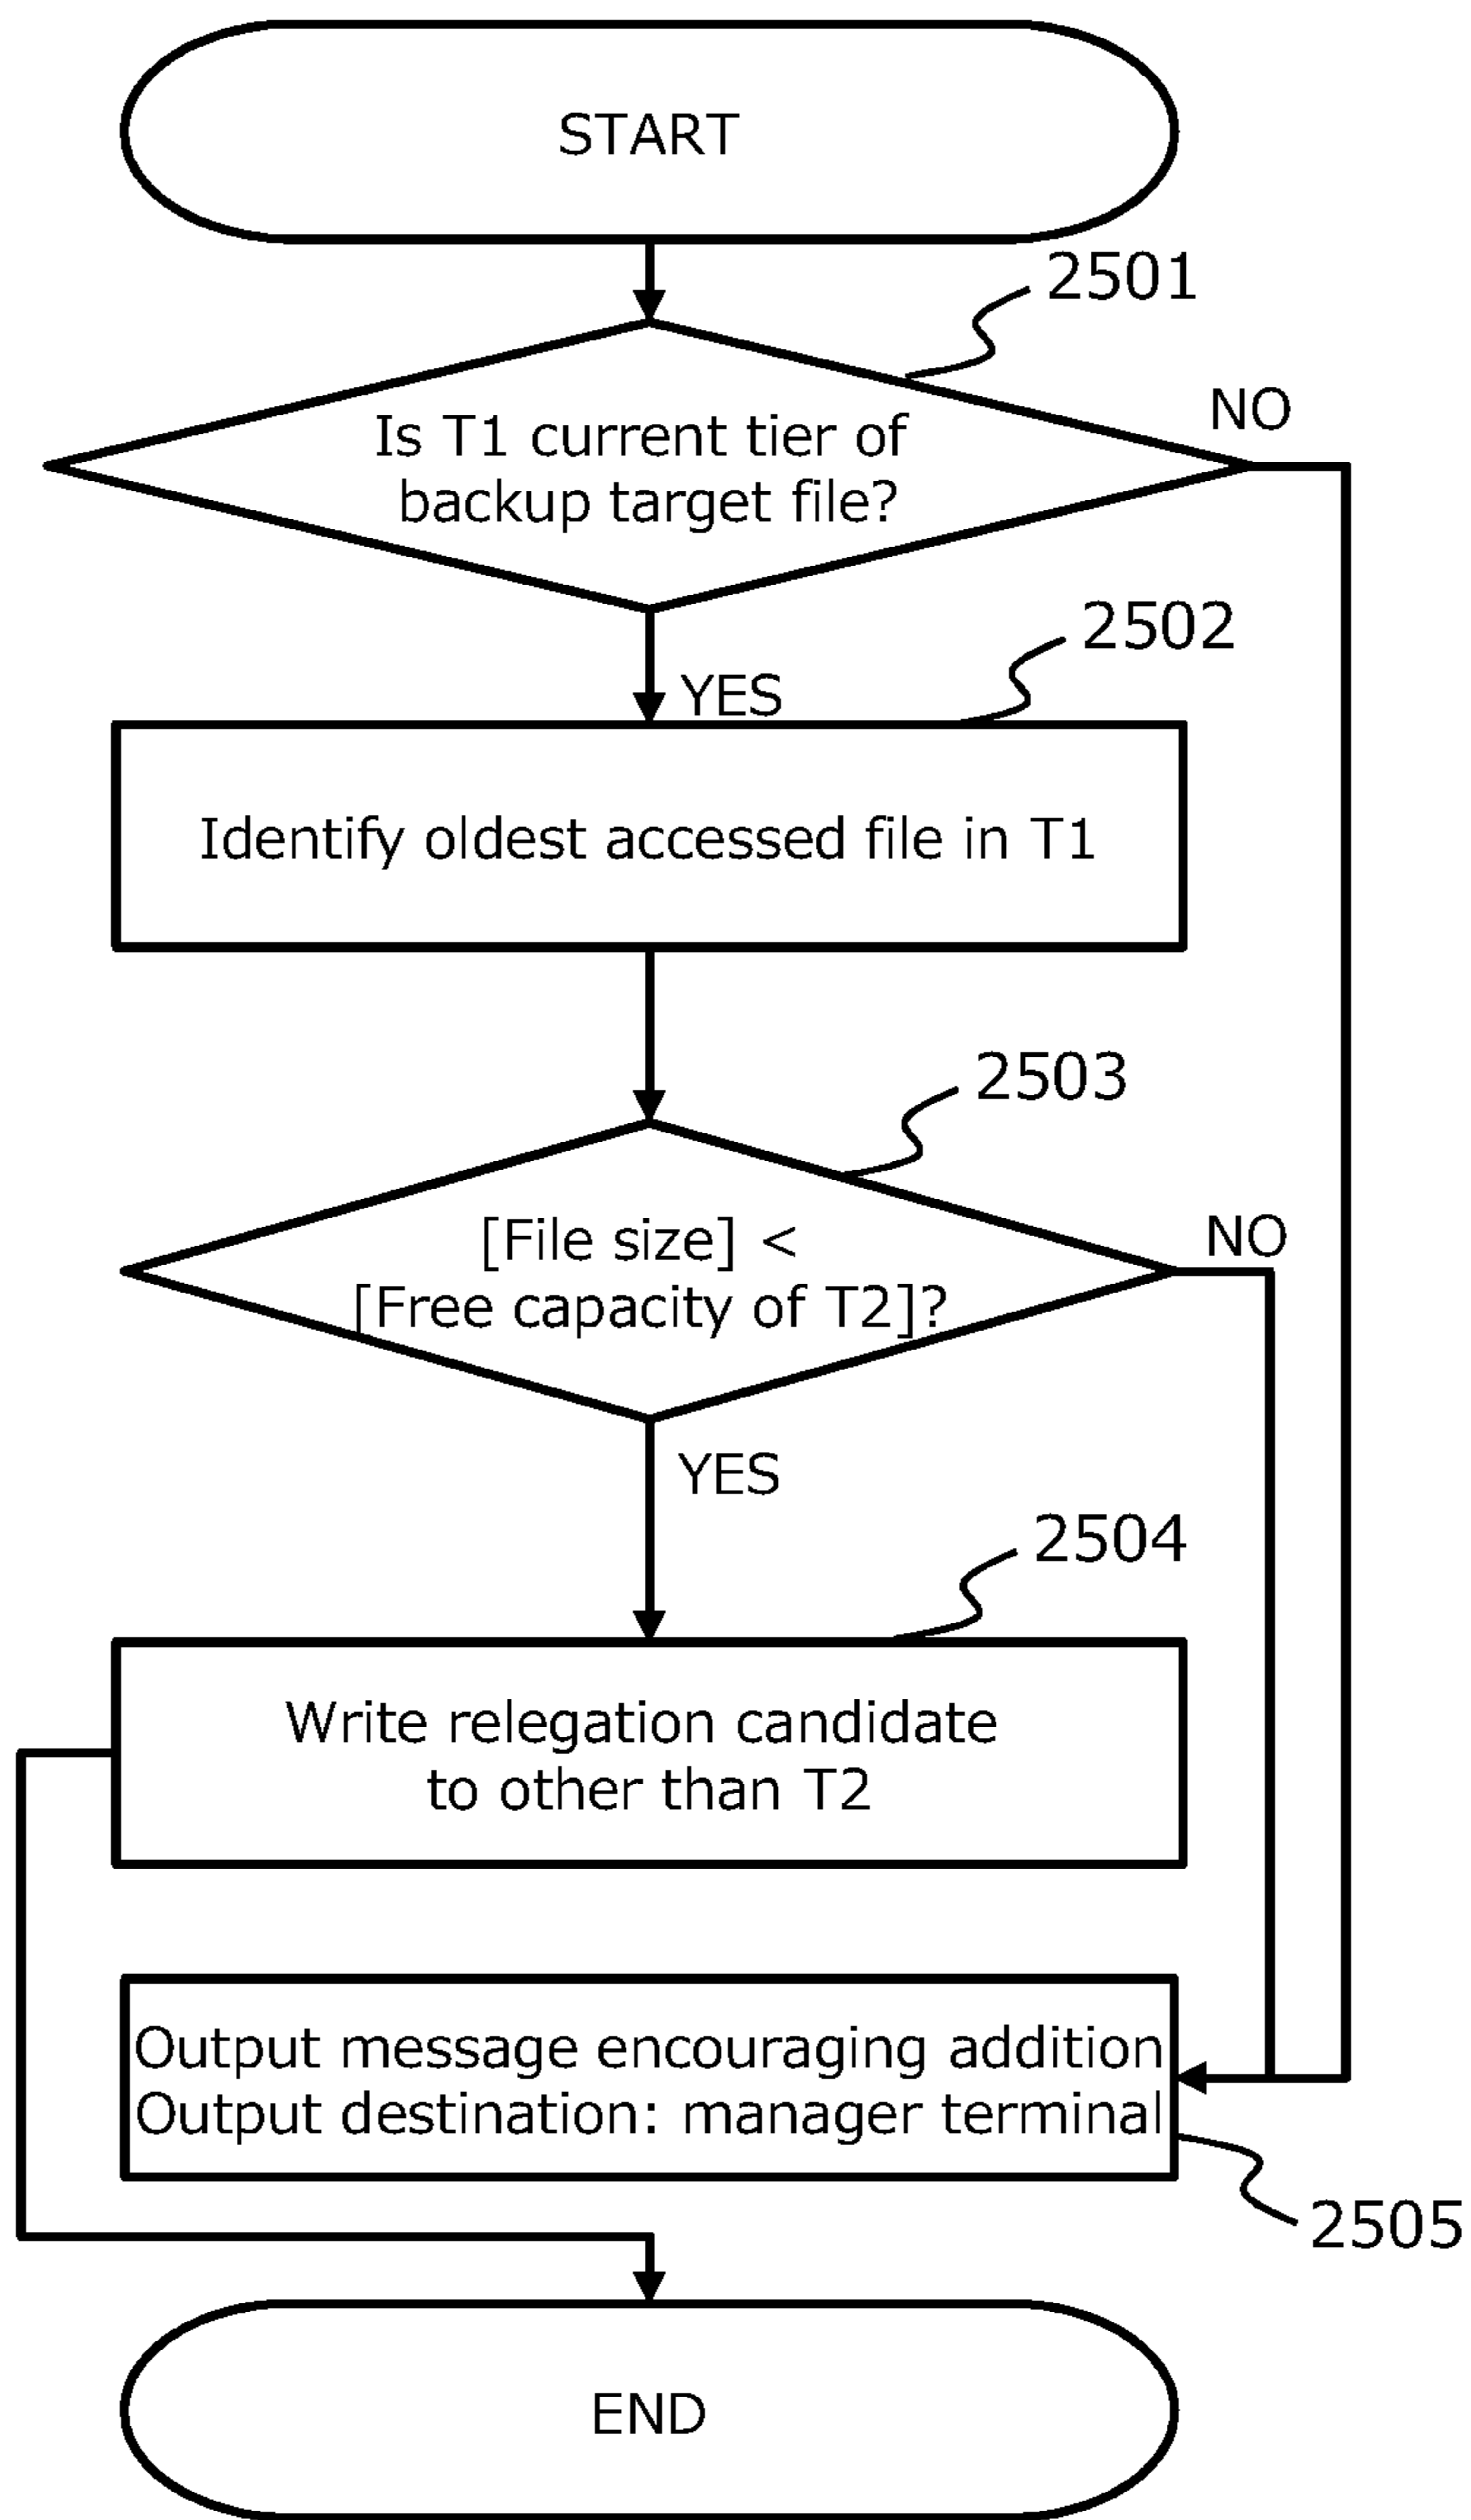 START
2501
NO
Is T1 current tier of
backup target file?
2502
YES
Identify oldest accessed file in T1
2503
NO
[File size] <
[Free capacity of T2]?
YES
2504
Write relegation candidate
to other than T2
Output message encouraging addition
Output destination: manager terminal
2505
END